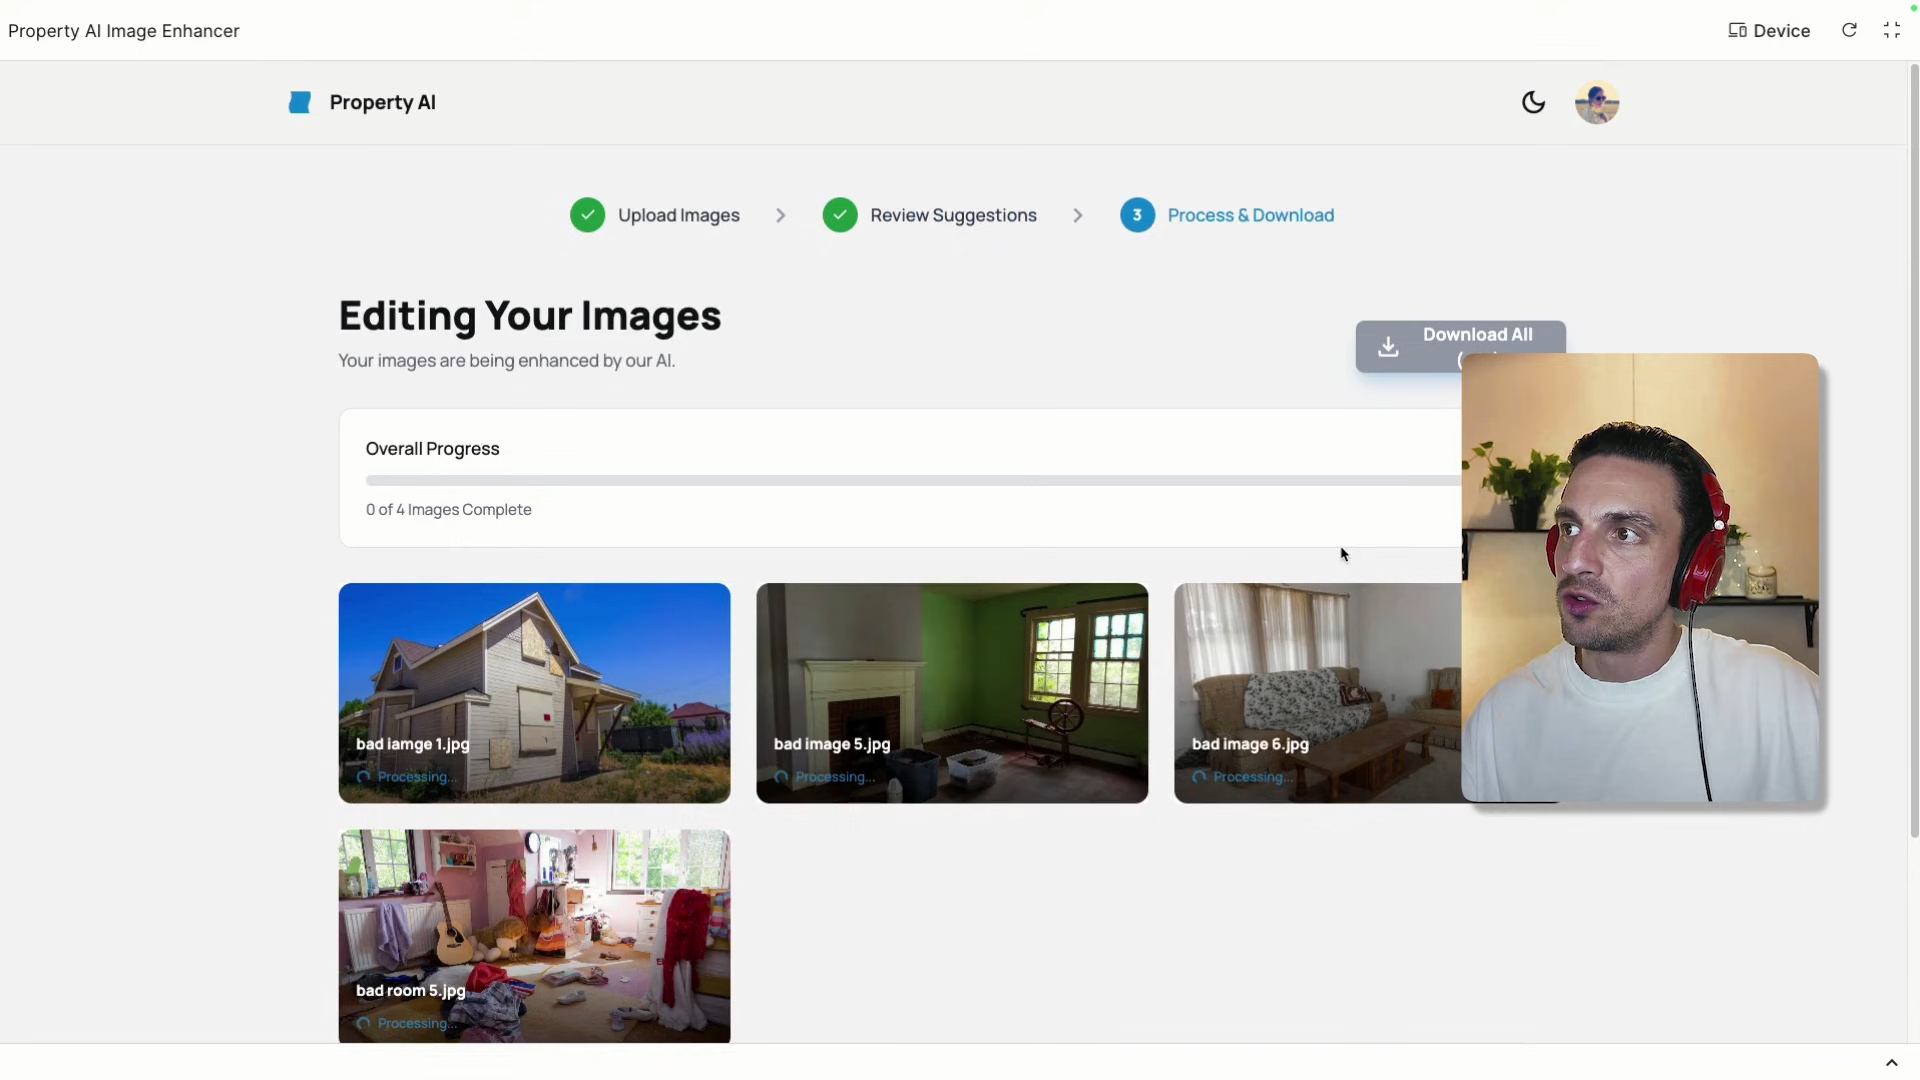 Property AI Image Enhancer
Device
Property AI
Upload Images
Review Suggestions
3
Process & Download
Editing Your Images
Your images are being enhanced by our AI.
Download All
Overall Progress
0 of 4 Images Complete
bad iamge 1.jpg
Processing...
bad image 5.jpg
Processing...
bad image 6.jpg
Processing...
bad room 5.jpg
Processing...